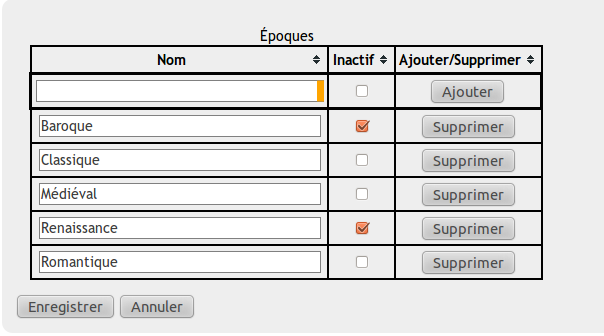 Époques
Nom Inactif Ajouter/Supprimer
Ajouter
Baroque Supprimer
Classique Supprimer
Médiéval Supprimer
Renaissance Supprimer
Romantique Supprimer
Enregistrer Annuler